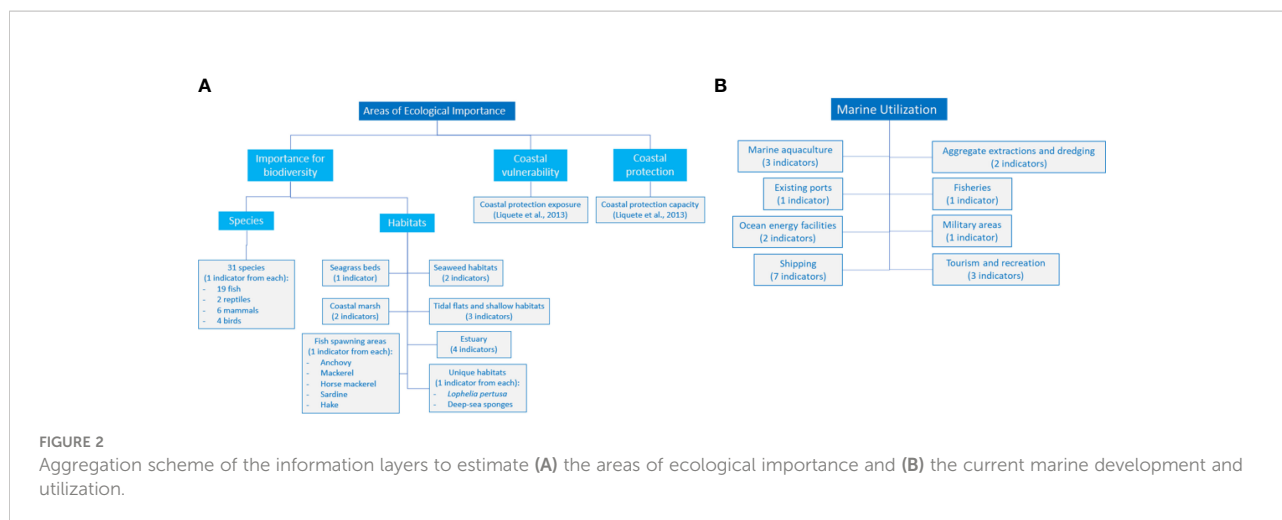 A
Areas of Ecological Importance
Importance for
biodiversity
Coastal
vulnerability
Coastal
protection
Coastal protection exposure
(Liquete et al., 2013)
Coastal protection capacity
(Liquete et al., 2013)
Species
Habitats
31 species
(1 indicator from each):
- 19 fish
- 2 reptiles
- 6 mammals
- 4 birds
Seagrass beds
(1 indicator)
Seaweed habitats
(2 indicators)
Coastal marsh
(2 indicators)
Tidal flats and shallow habitats
(3 indicators)
Fish spawning areas
(1 indicator from each):
- Anchovy
- Mackerel
- Horse mackerel
- Sardine
- Hake
Estuary
(4 indicators)
Unique habitats
(1 indicator from each):
- Lophelia pertusa
- Deep-sea sponges
B
Marine Utilization
Marine aquaculture
(3 indicators)
Aggregate extractions and dredging
(2 indicators)
Existing ports
(1 indicator)
Fisheries
(1 indicator)
Ocean energy facilities
(2 indicators)
Military areas
(1 indicator)
Shipping
(7 indicators)
Tourism and recreation
(3 indicators)
FIGURE 2
Aggregation scheme of the information layers to estimate (A) the areas of ecological importance and (B) the current marine development and
utilization.